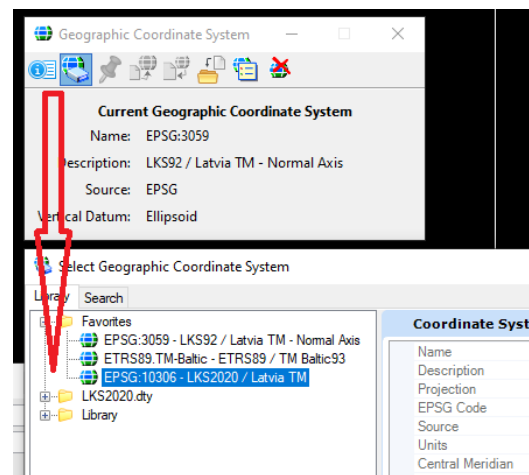 Geographic Coordinate System
Current Geographic Coordinate System
Name: EPSG:3059
Description: LKS92 / Latvia TM - Normal Axis
Source: EPSG
Vertical Datum: Ellipsoid
Select Geographic Coordinate System
Library Search
Favorites
EPSG:3059 - LKS92 / Latvia TM - Normal Axis
ETRS89.TM-Baltic - ETRS89 / TM Baltic93
EPSG:10306 - LKS2020 / Latvia TM
LKS2020.dty
Library
Coordinate Syst
Name
Description
Projection
EPSG Code
Source
Units
Central Meridian